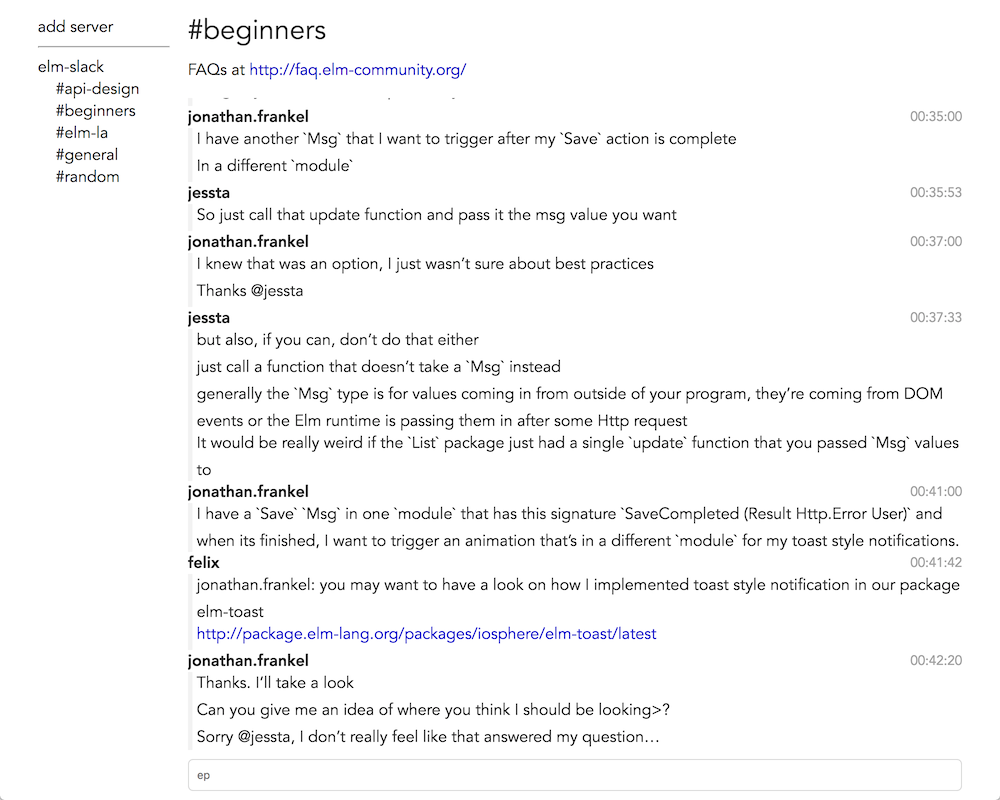 add server
elm-slack
#api-design
#beginners
#elm-la
#general
#random
#beginners
FAQs at http://faq.elm-community.org/
jonathan.frankel 00:35:00
I have another `Msg` that I want to trigger after my `Save` action is complete
In a different `module`
jessta 00:35:53
So just call that update function and pass it the msg value you want
jonathan.frankel 00:37:00
I knew that was an option, I just wasn’t sure about best practices
Thanks @jessta
jessta 00:37:33
but also, if you can, don’t do that either
just call a function that doesn’t take a `Msg` instead
generally the `Msg` type is for values coming in from outside of your program, they’re coming from DOM
events or the Elm runtime is passing them in after some Http request
It would be really weird if the `List` package just had a single `update` function that you passed `Msg` values
to
jonathan.frankel 00:41:00
I have a `Save` `Msg` in one `module` that has this signature `SaveCompleted (Result Http.Error User)` and
when its finished, I want to trigger an animation that’s in a different `module` for my toast style notifications.
felix 00:41:42
jonathan.frankel: you may want to have a look on how I implemented toast style notification in our package
elm-toast
http://package.elm-lang.org/packages/iosphere/elm-toast/latest
jonathan.frankel 00:42:20
Thanks. I’ll take a look
Can you give me an idea of where you think I should be looking>?
Sorry @jessta, I don’t really feel like that answered my question…
ep